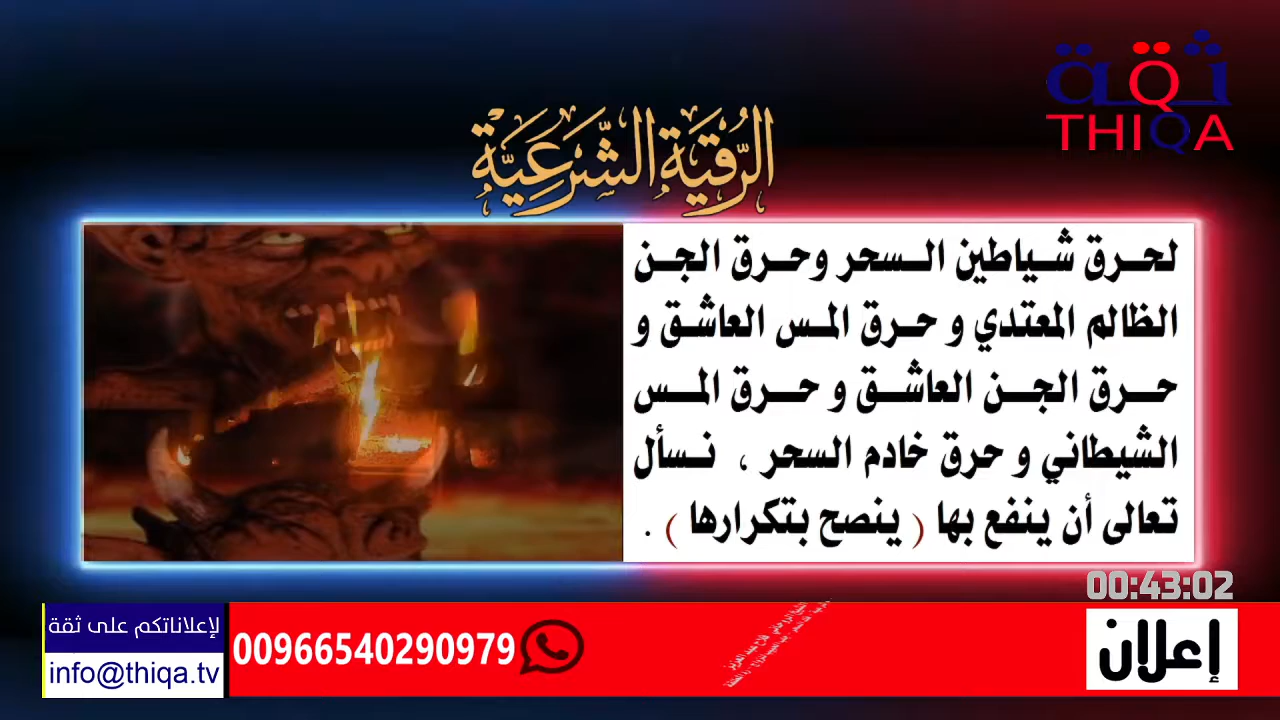 ثقة
THIQA
الرُّقيَة الشَّرعِيَّة
لحرق شياطين السحر وحرق الجن
الظالم المعتدي و حرق المس العاشق و
حرق الجن العاشق و حرق المس
الشيطاني و حرق خادم السحر ، نسأل
تعالى أن ينفع بها ( ينصح بتكرارها ) .
00:43:02
إعلان
00966540290979
لإعلاناتكم على ثقة
info@thiqa.tv